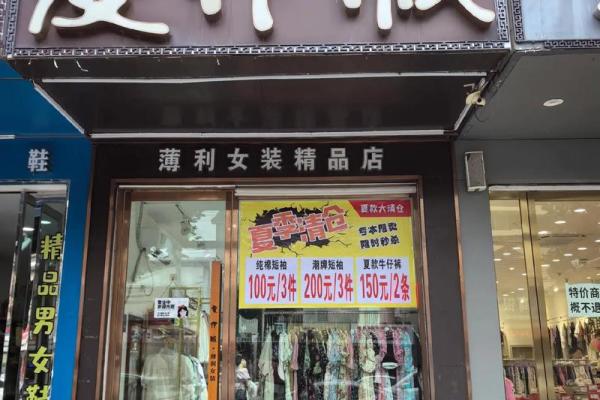 鞋
薄利女装精品店
夏季清仓
夏款大清仓
亏本限卖
限时秒杀
纯棉短袖
100元/3件
潮牌短袖
200元/3件
夏款牛仔裤
150元/2条
精品男女鞋
特价商
概不退